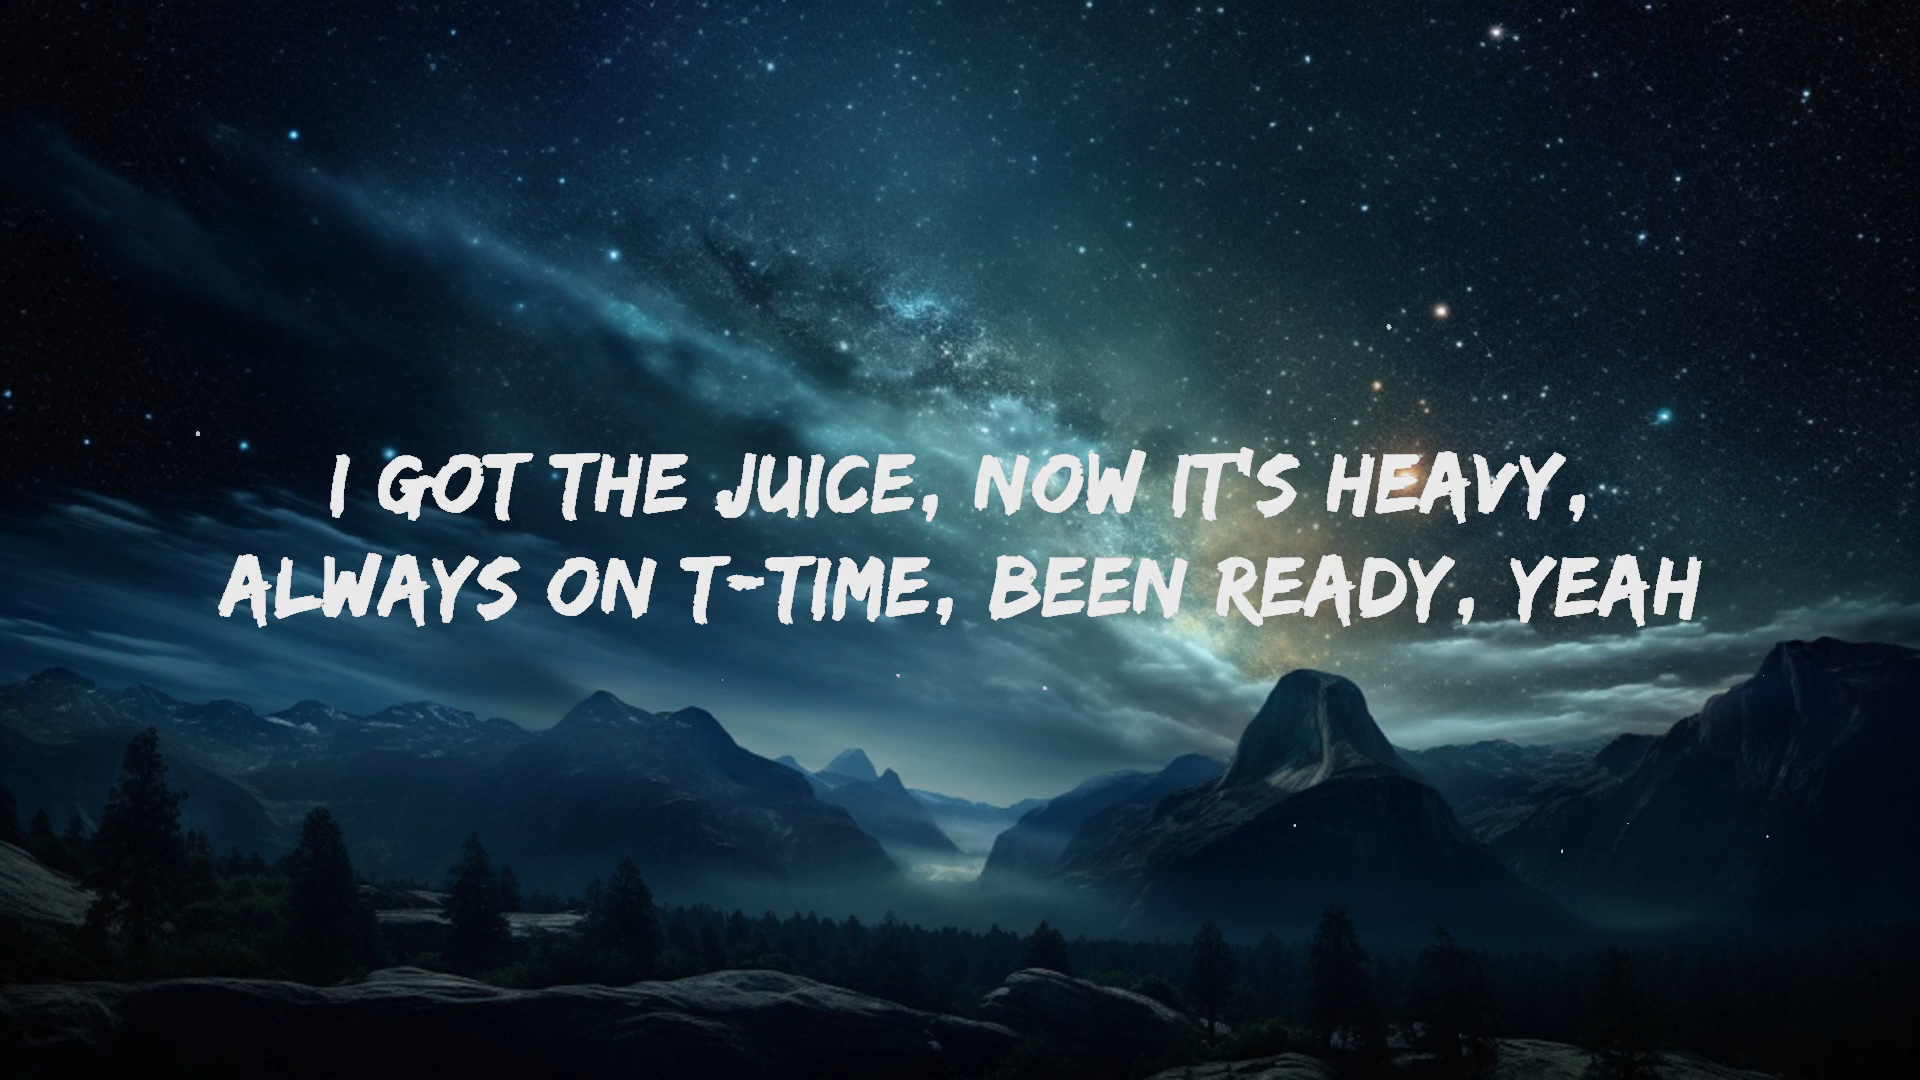 I GOT THE JUICE, NOW IT'S HEAVY,
ALWAYS ON T-TIME, BEEN READY, YEAH